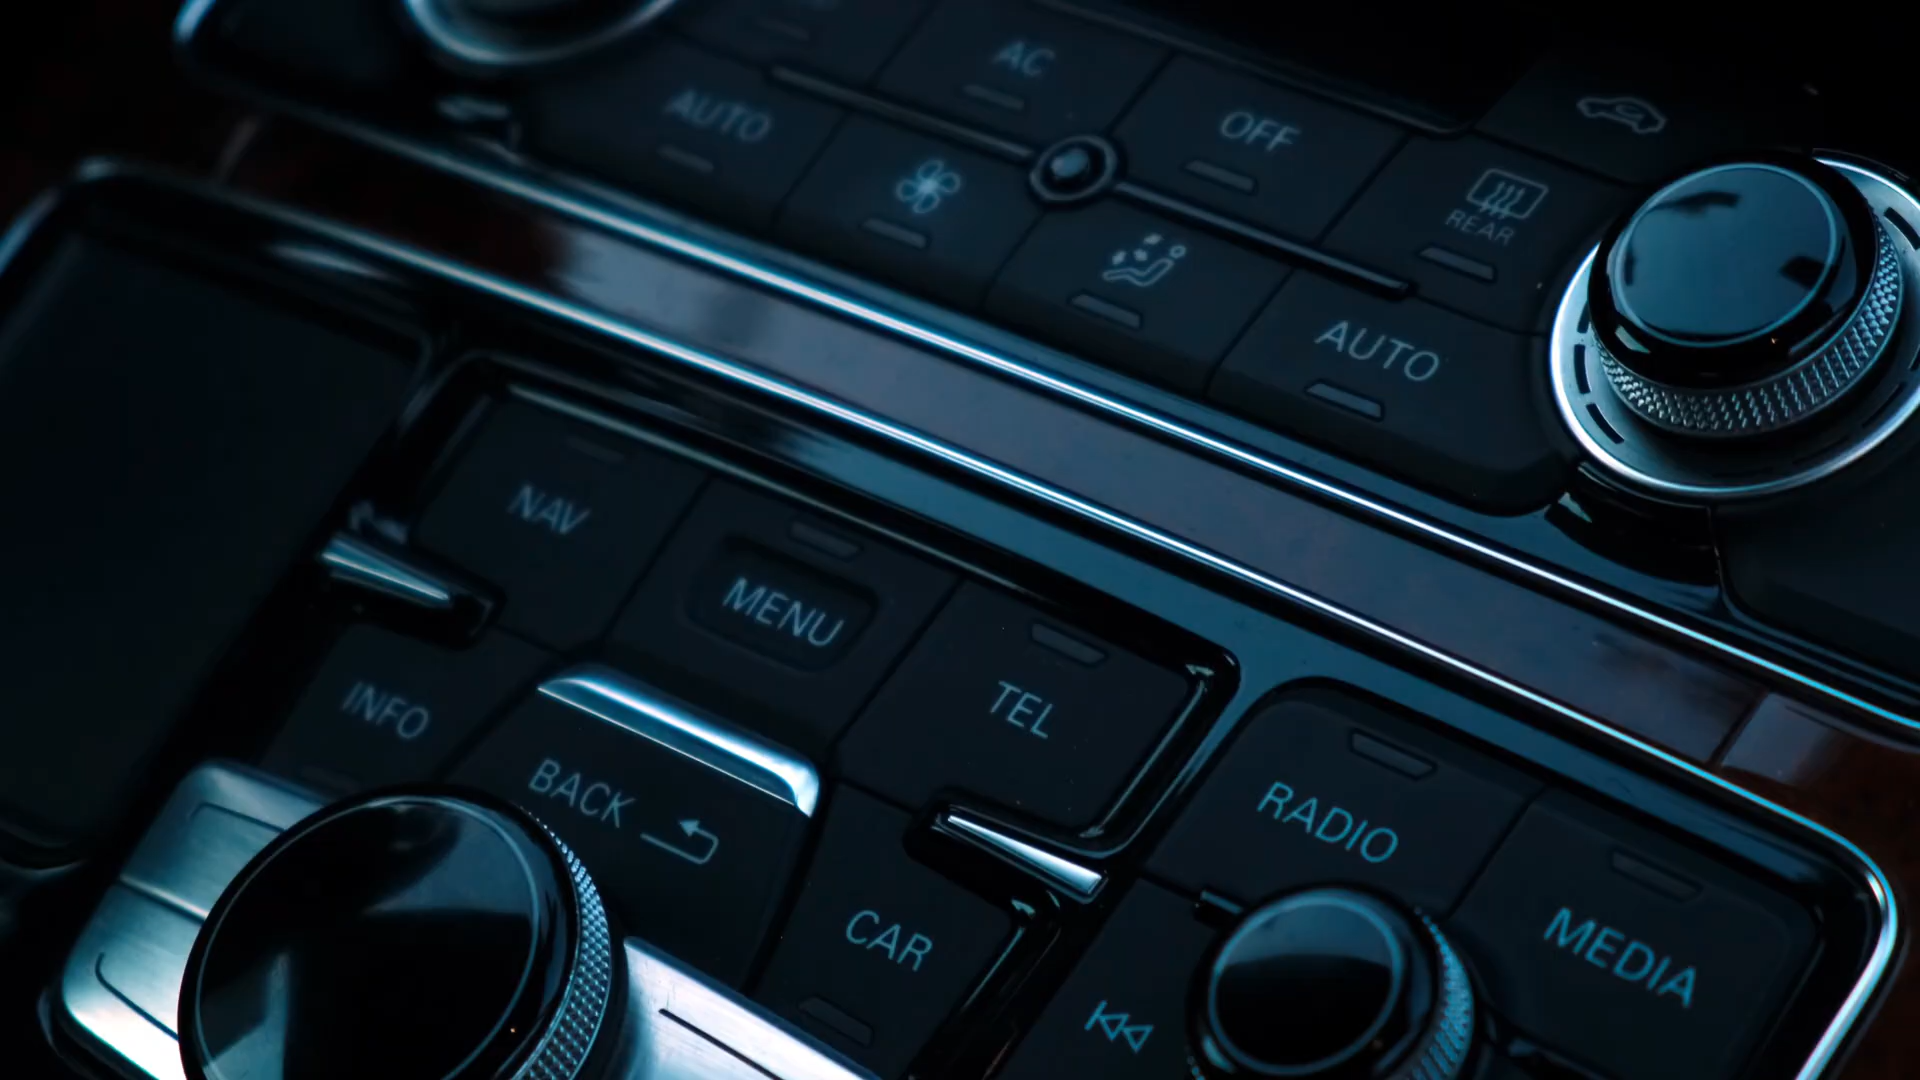 AC
AUTO
OFF
REAR
AUTO
NAV
MENU
TEL
INFO
BACK
RADIO
CAR
MEDIA